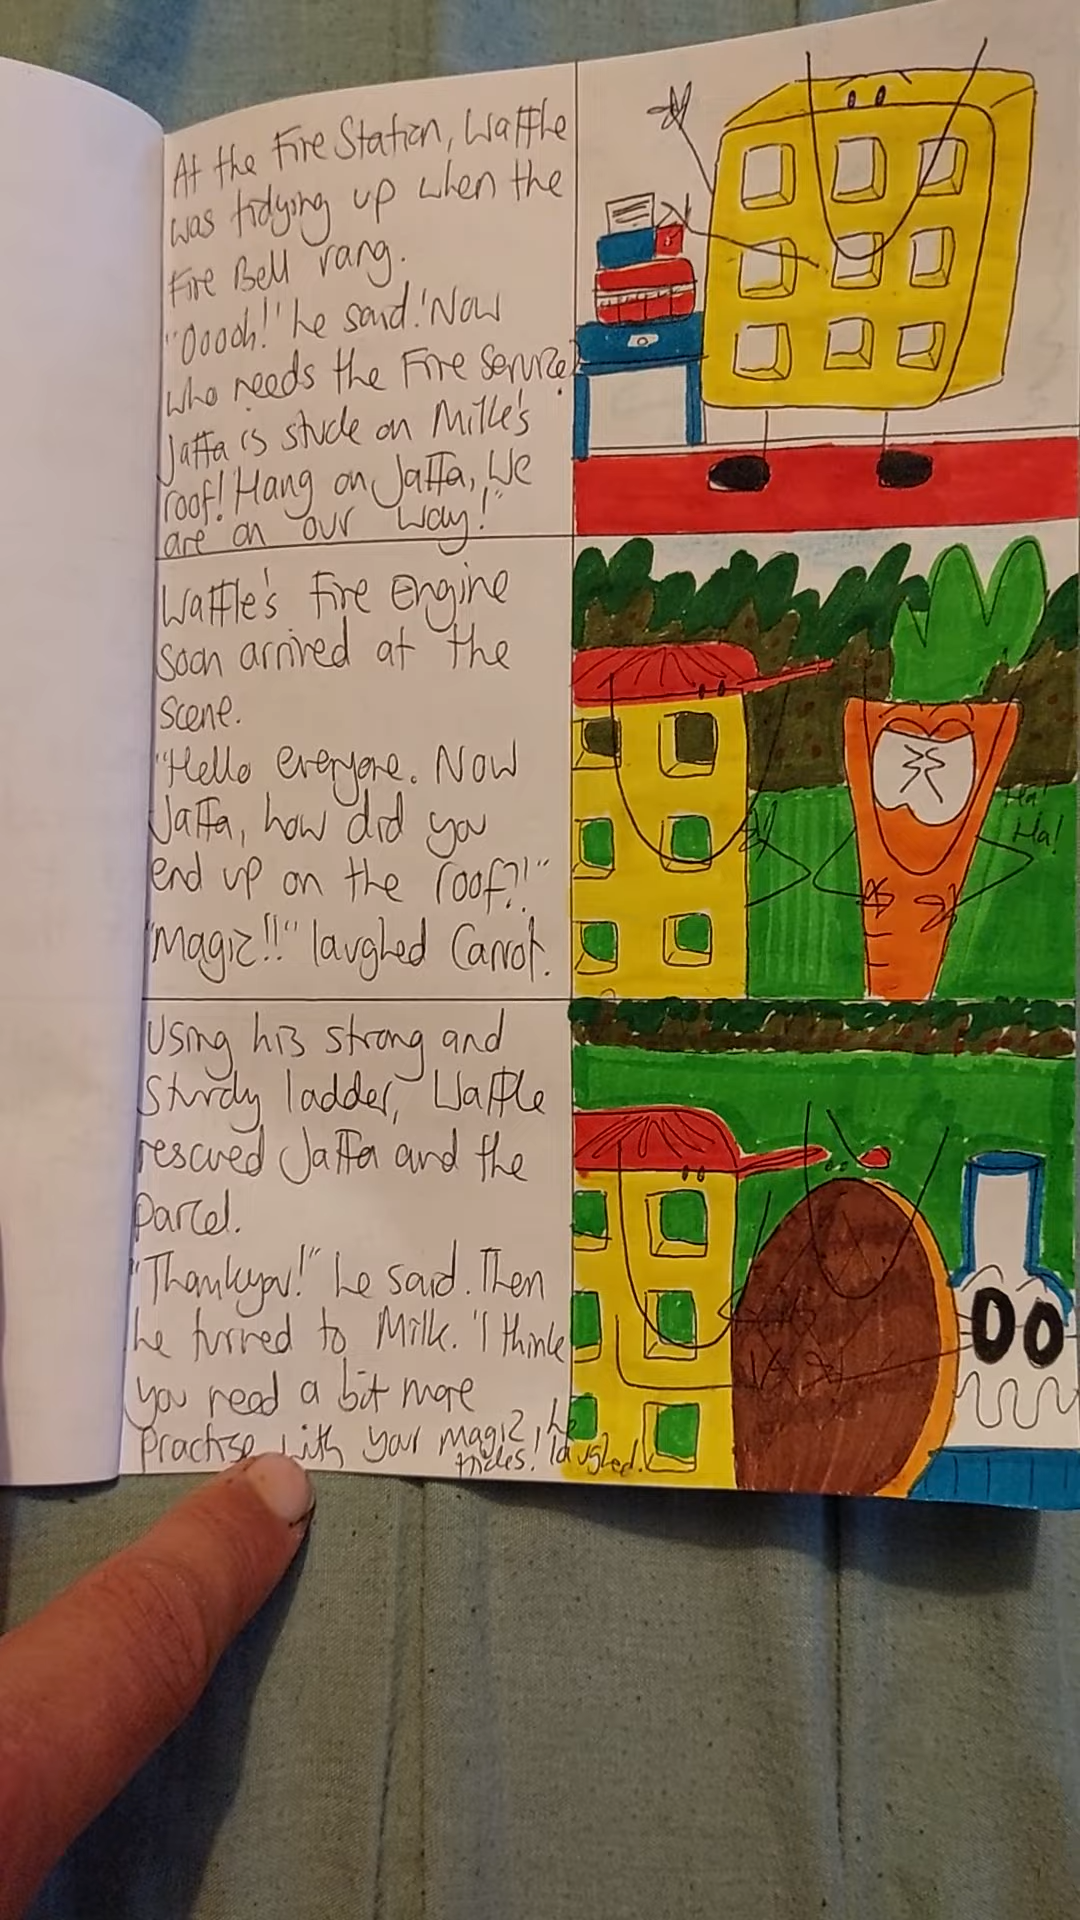 At the Fire Station, Waffle
was tidying up when the
Fire Bell rang.
"Ooooh!" he said. 'Now
who needs the Fire Service?
Jaffa is stuck on Milk's
roof! Hang on Jaffa, We
are on our way!"
Waffle's Fire Engine
soon arrived at the
scene.
"Hello everyone. Now
Jaffa, how did you
end up on the roof?!"
"Magic!!" laughed Carrot.
Ha!
Ha!
Using his strong and
sturdy ladder, Waffle
rescued Jaffa and the
parcel.
"Thankyou!" he said. Then
he turned to Milk. 'I think
you need a bit more
practise with your magic
tricks! he
laughed.